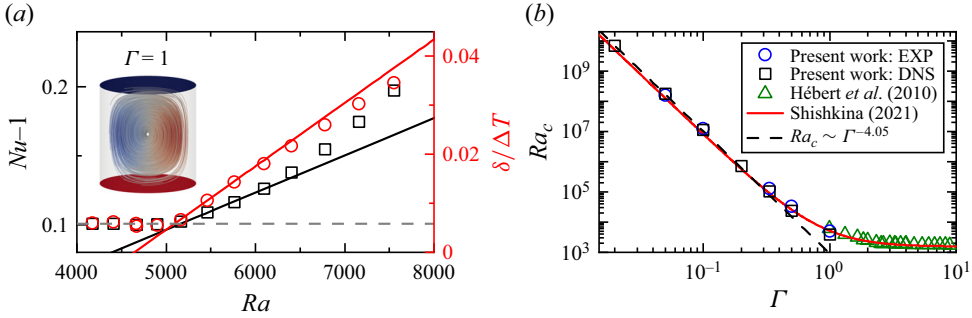 (a)
Γ = 1
0.2
0.1
Nu–1
0.04
0.02
0
δ/ΔT
4000 5000 6000 7000 8000
Ra
(b)
Present work: EXP
Present work: DNS
Hébert et al. (2010)
Shishkina (2021)
Ra_c ~ Γ^−4.05
10^9
10^7
10^5
10^3
Ra_c
10^−1 10^0 10^1
Γ